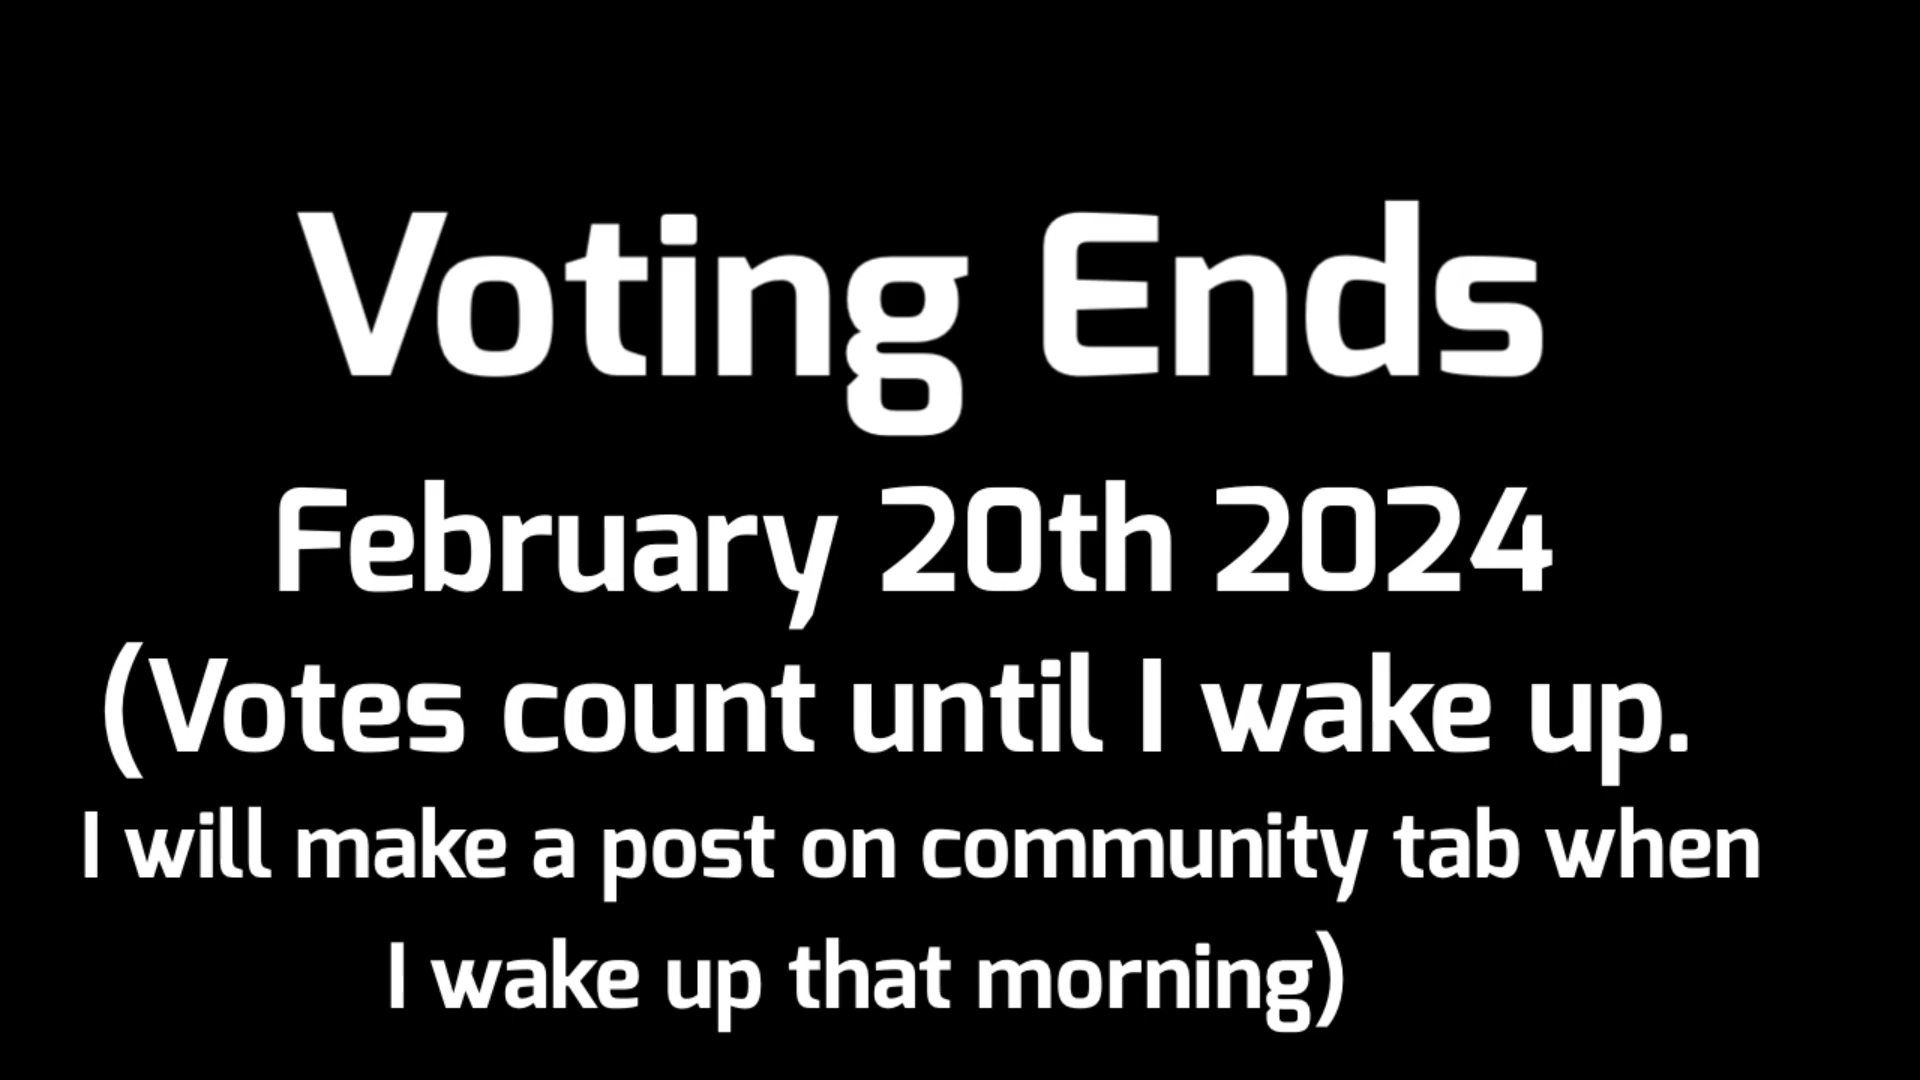 Voting Ends
February 20th 2024
(Votes count until I wake up.
I will make a post on community tab when
I wake up that morning)